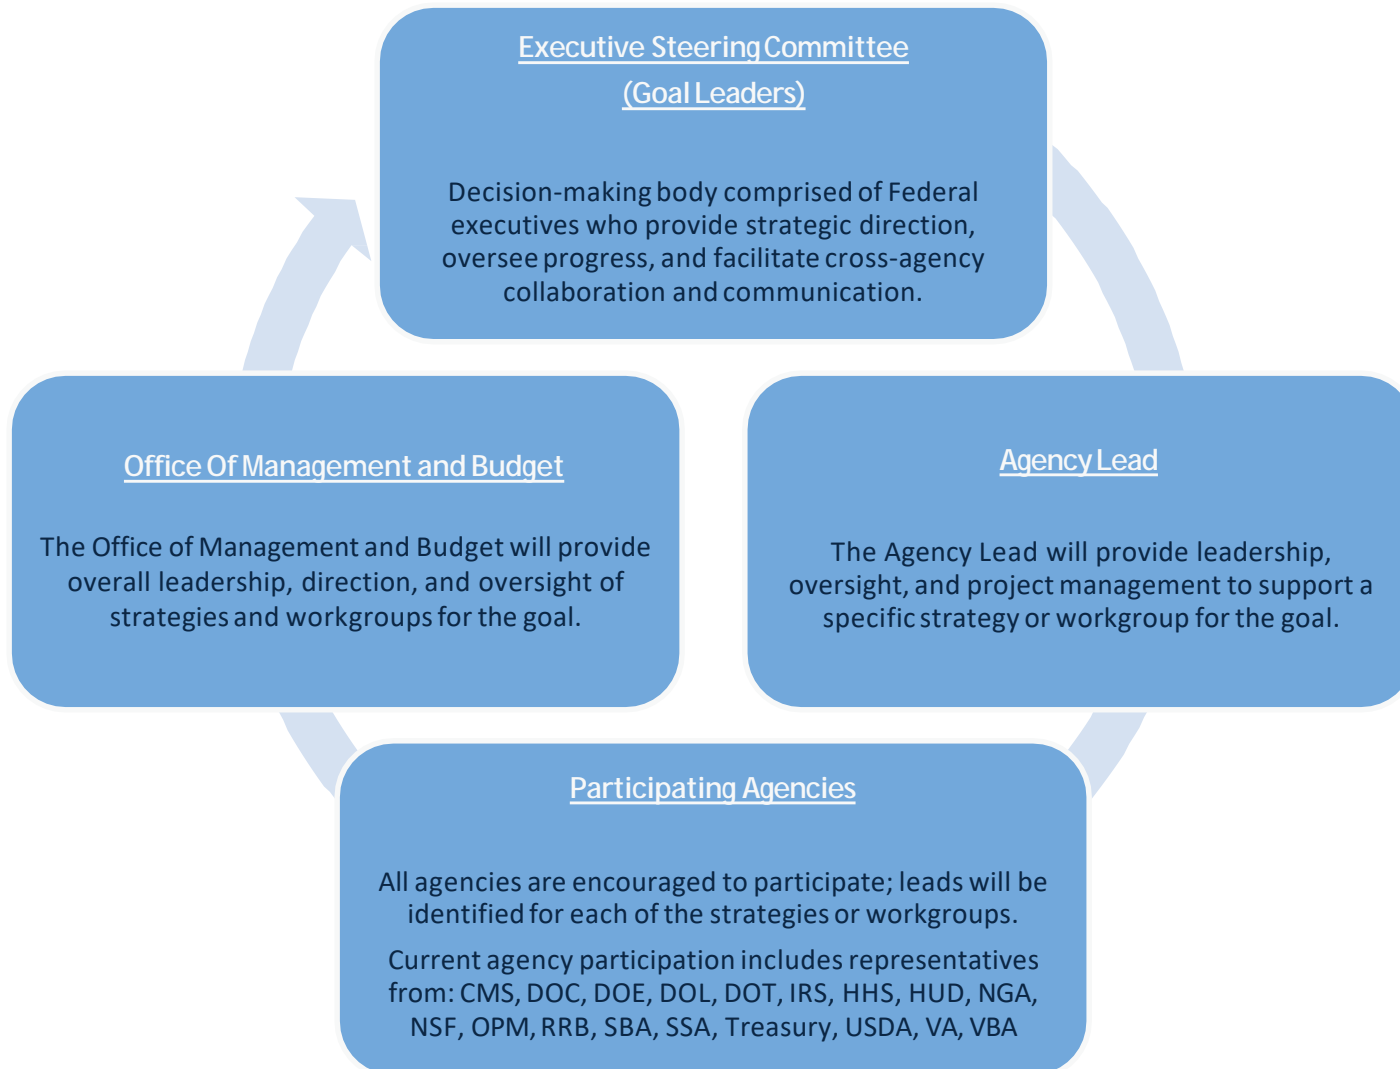 Executive Steering Committee
(Goal Leaders)
Decision-making body comprised of Federal
executives who provide strategic direction,
oversee progress, and facilitate cross-agency
collaboration and communication.
Office Of Management and Budget
The Office of Management and Budget will provide
overall leadership, direction, and oversight of
strategies and workgroups for the goal.
Agency Lead
The Agency Lead will provide leadership,
oversight, and project management to support a
specific strategy or workgroup for the goal.
Participating Agencies
All agencies are encouraged to participate; leads will be
identified for each of the strategies or workgroups.
Current agency participation includes representatives
from: CMS, DOC, DOE, DOL, DOT, IRS, HHS, HUD, NGA,
NSF, OPM, RRB, SBA, SSA, Treasury, USDA, VA, VBA